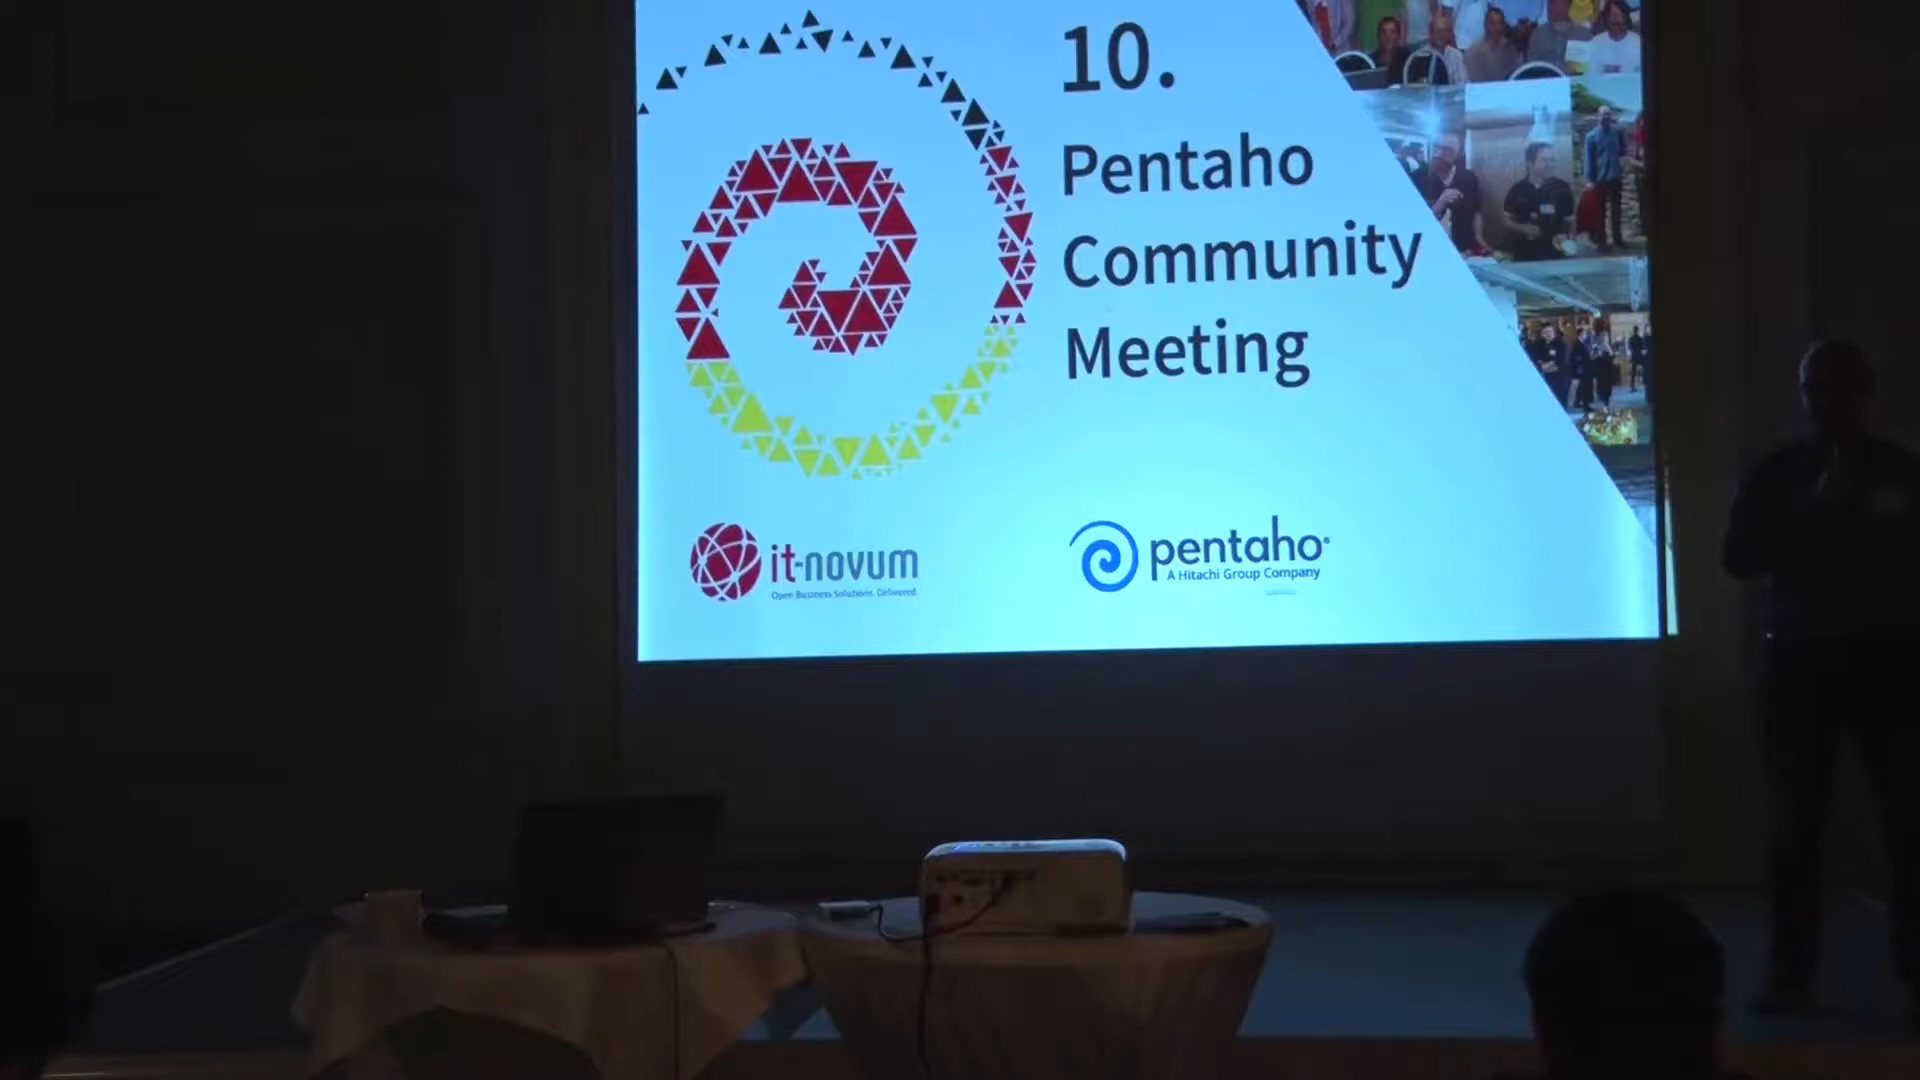 10.
Pentaho
Community
Meeting
it-novum
Open Business Solutions. Delivered.
pentaho®
A Hitachi Group Company